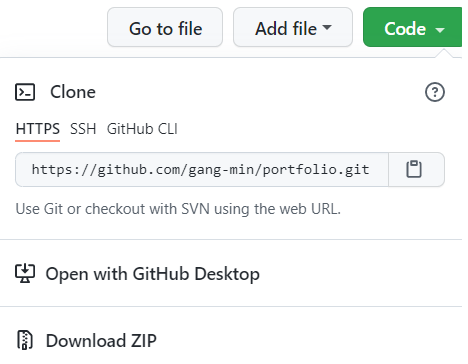 Go to file Add file Code
Clone
HTTPS SSH GitHub CLI
https://github.com/gang-min/portfolio.git
Use Git or checkout with SVN using the web URL.
Open with GitHub Desktop
Download ZIP